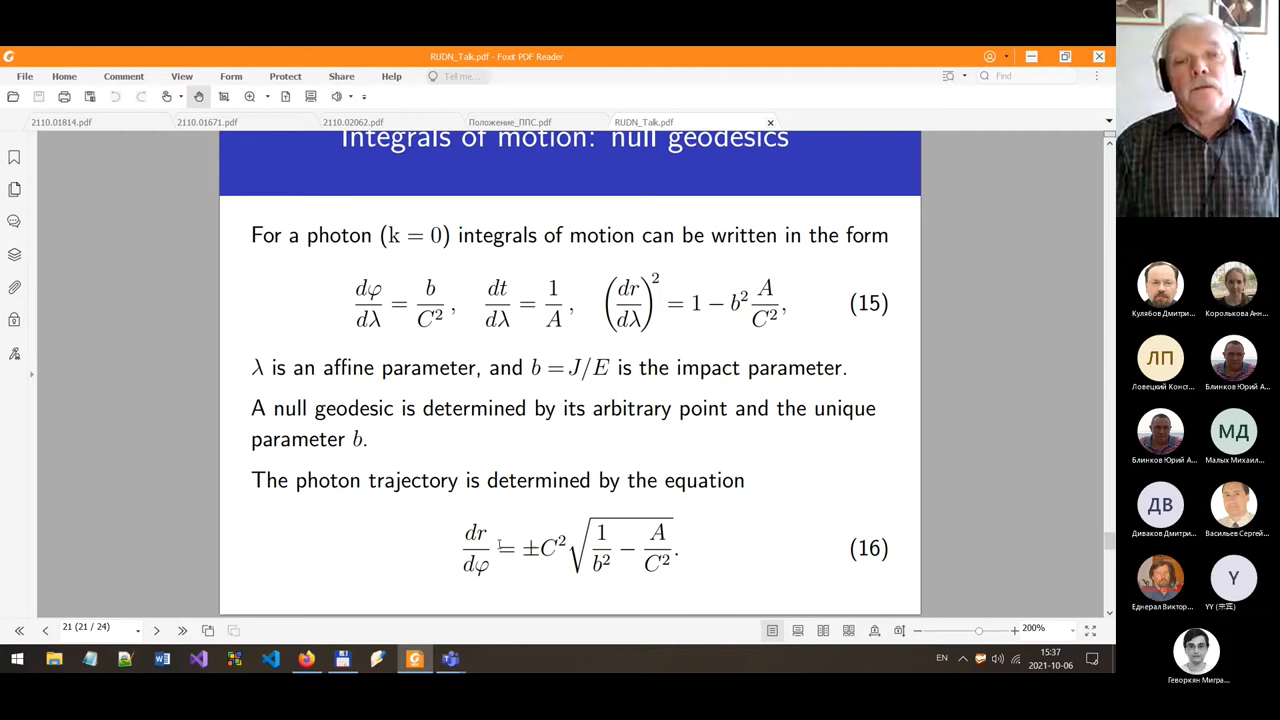 RUDN_Talk.pdf - Foxit PDF Reader
File Home Comment View Form Protect Share Help Tell me... Find
2110.01814.pdf 2110.01671.pdf 2110.02062.pdf Положение_ППС.pdf RUDN_Talk.pdf
Integrals of motion: null geodesics
For a photon (k = 0) integrals of motion can be written in the form
dφ/dλ = b/C², dt/dλ = 1/A, (dr/dλ)² = 1 − b² A/C², (15)
λ is an affine parameter, and b = J/E is the impact parameter.
A null geodesic is determined by its arbitrary point and the unique
parameter b.
The photon trajectory is determined by the equation
dr/dφ = ±C² √(1/b² − A/C²). (16)
21 (21 / 24)
200%
EN 15:37
2021-10-06
Кулябов Дмитри... Королькова Анн...
ЛП
Ловецкий Конст... Блинков Юрий А...
МД
Блинков Юрий А... Малых Михаил...
ДВ
Диваков Дмитри... Васильев Сергей...
Y
Еднерал Виктор... YY (宋宾)
Геворкян Мигра...